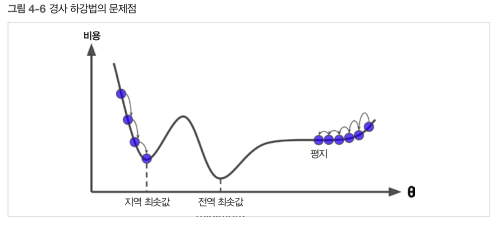 그림 4-6 경사 하강법의 문제점
비용
평지
θ
지역 최솟값 전역 최솟값